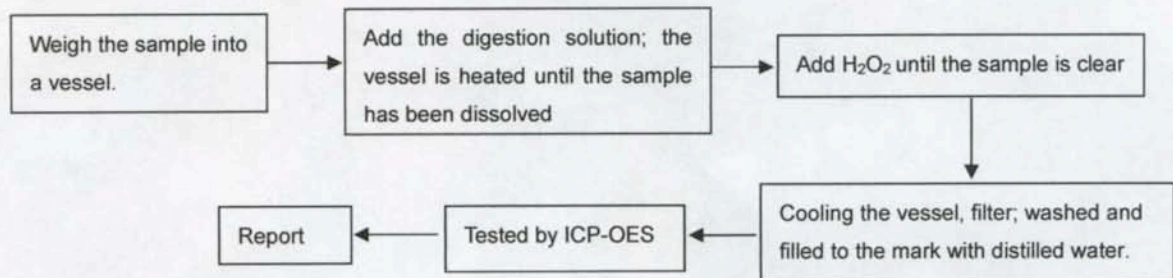 Weigh the sample into
a vessel.
Add the digestion solution; the
vessel is heated until the sample
has been dissolved
Add H₂O₂ until the sample is clear
Cooling the vessel, filter; washed and
filled to the mark with distilled water.
Tested by ICP-OES
Report